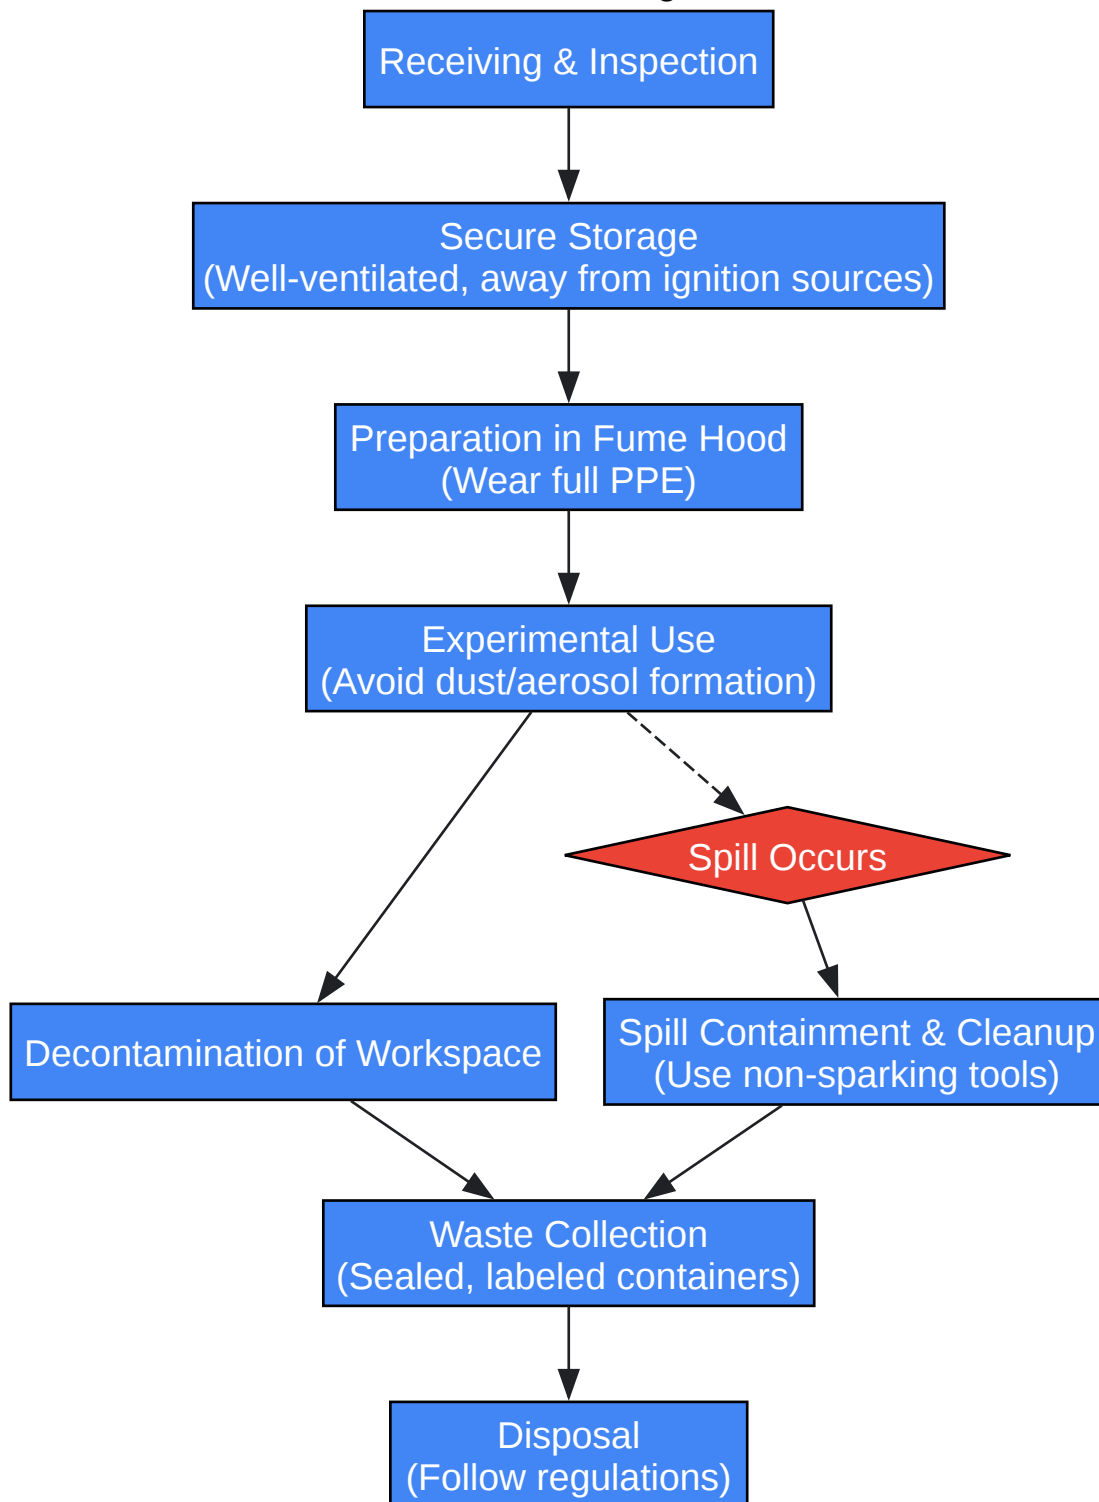 Receiving & Inspection
Secure Storage
(Well-ventilated, away from ignition sources)
Preparation in Fume Hood
(Wear full PPE)
Experimental Use
(Avoid dust/aerosol formation)
Spill Occurs
Decontamination of Workspace
Spill Containment & Cleanup
(Use non-sparking tools)
Waste Collection
(Sealed, labeled containers)
Disposal
(Follow regulations)